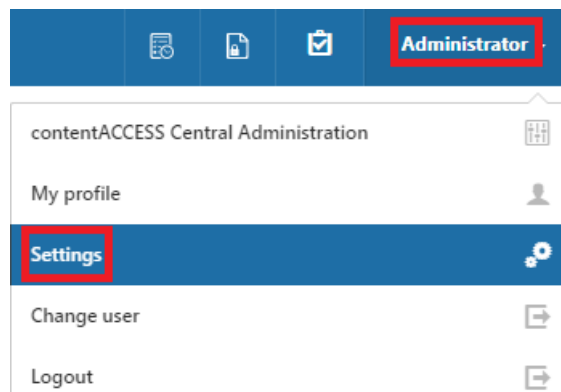 Administrator
contentACCESS Central Administration
My profile
Settings
Change user
Logout